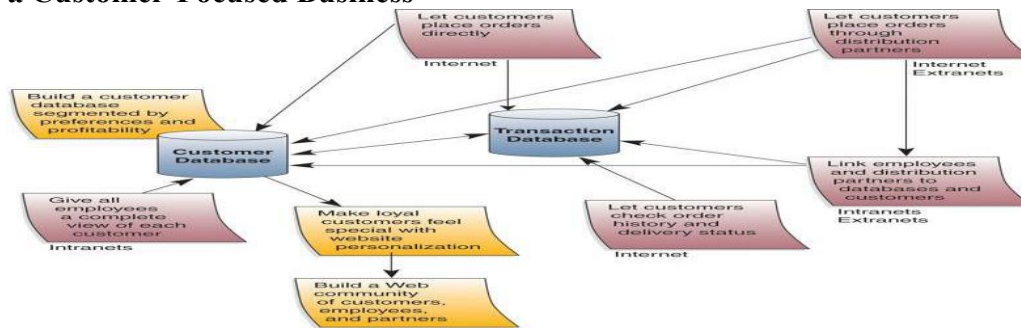 a Customer-Focused Business
Let customers
place orders
directly
Internet
Let customers
place orders
through
distribution
partners
Internet
Extranets
Build a customer
database
segmented by
preferences and
profitability
Customer
Database
Transaction
Database
Link employees
and distribution
partners to
databases and
customers
Intranets
Extranets
Give all
employees
a complete
view of each
customer
Intranets
Make loyal
customers feel
special with
website
personalization
Let customers
check order
history and
delivery status
Internet
Build a Web
community
of customers,
employees,
and partners